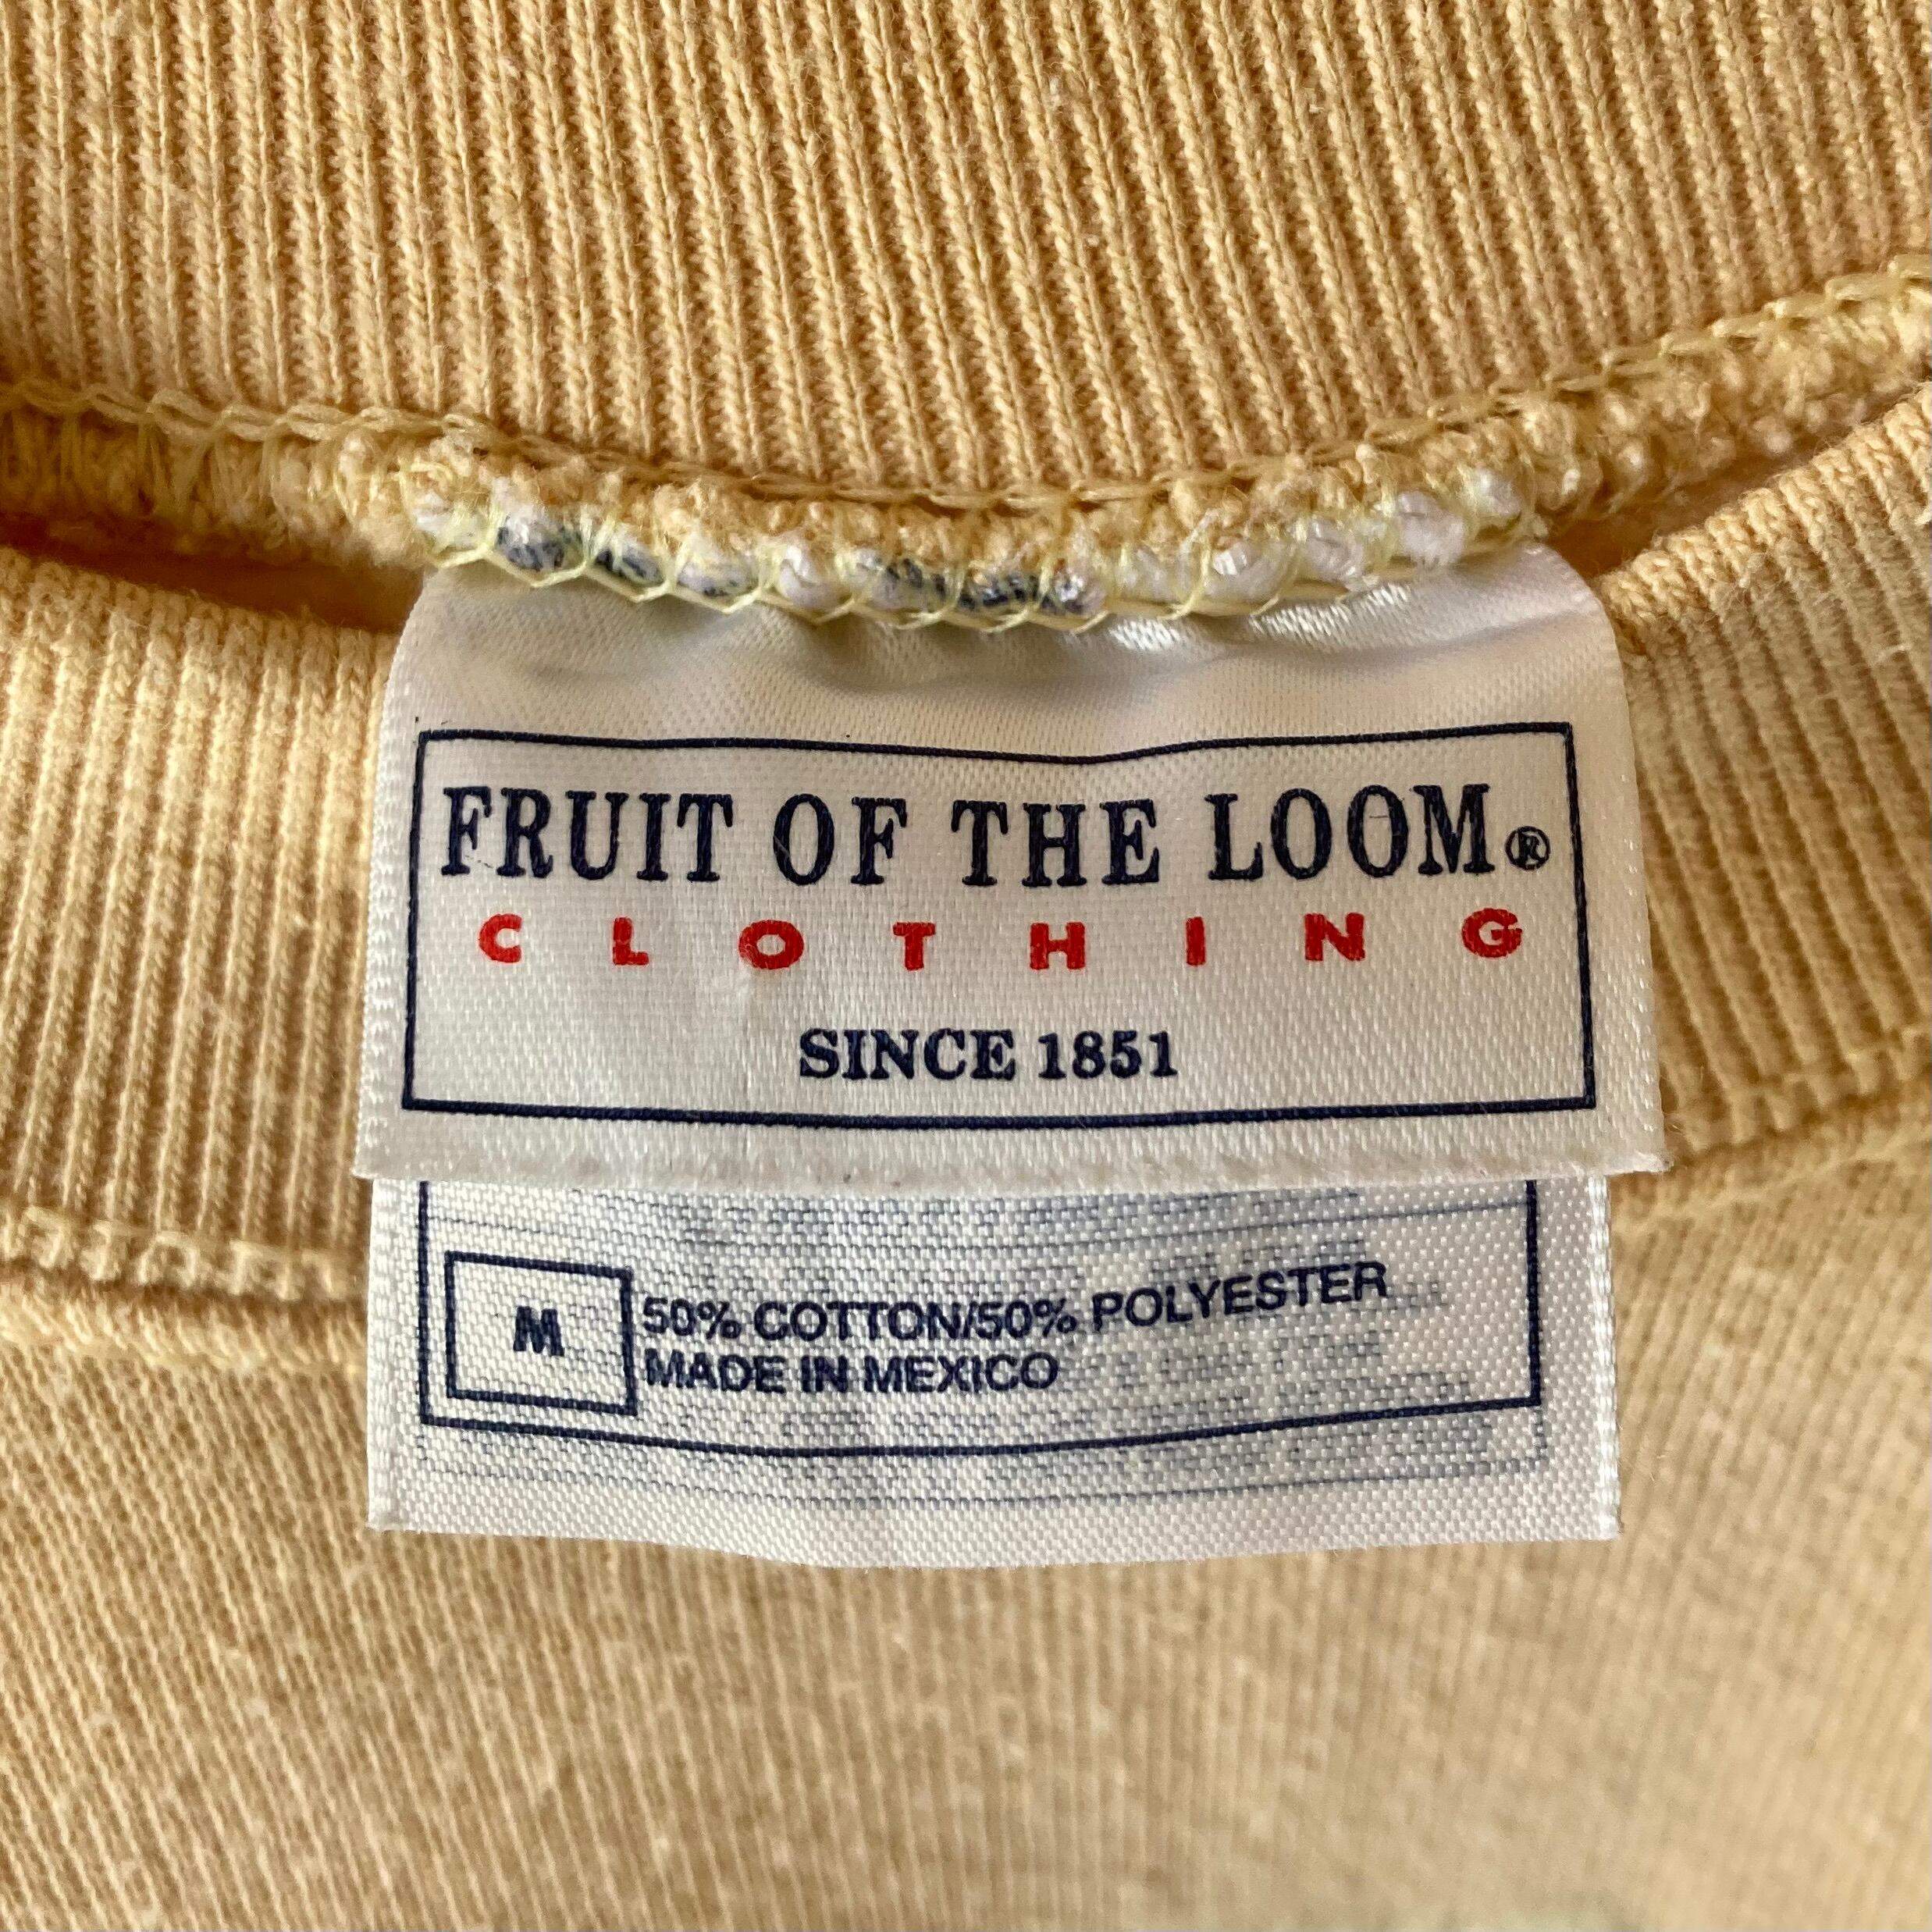 FRUIT OF THE LOOM®
CLOTHING
SINCE 1851
M
50% COTTON/50% POLYESTER
MADE IN MEXICO